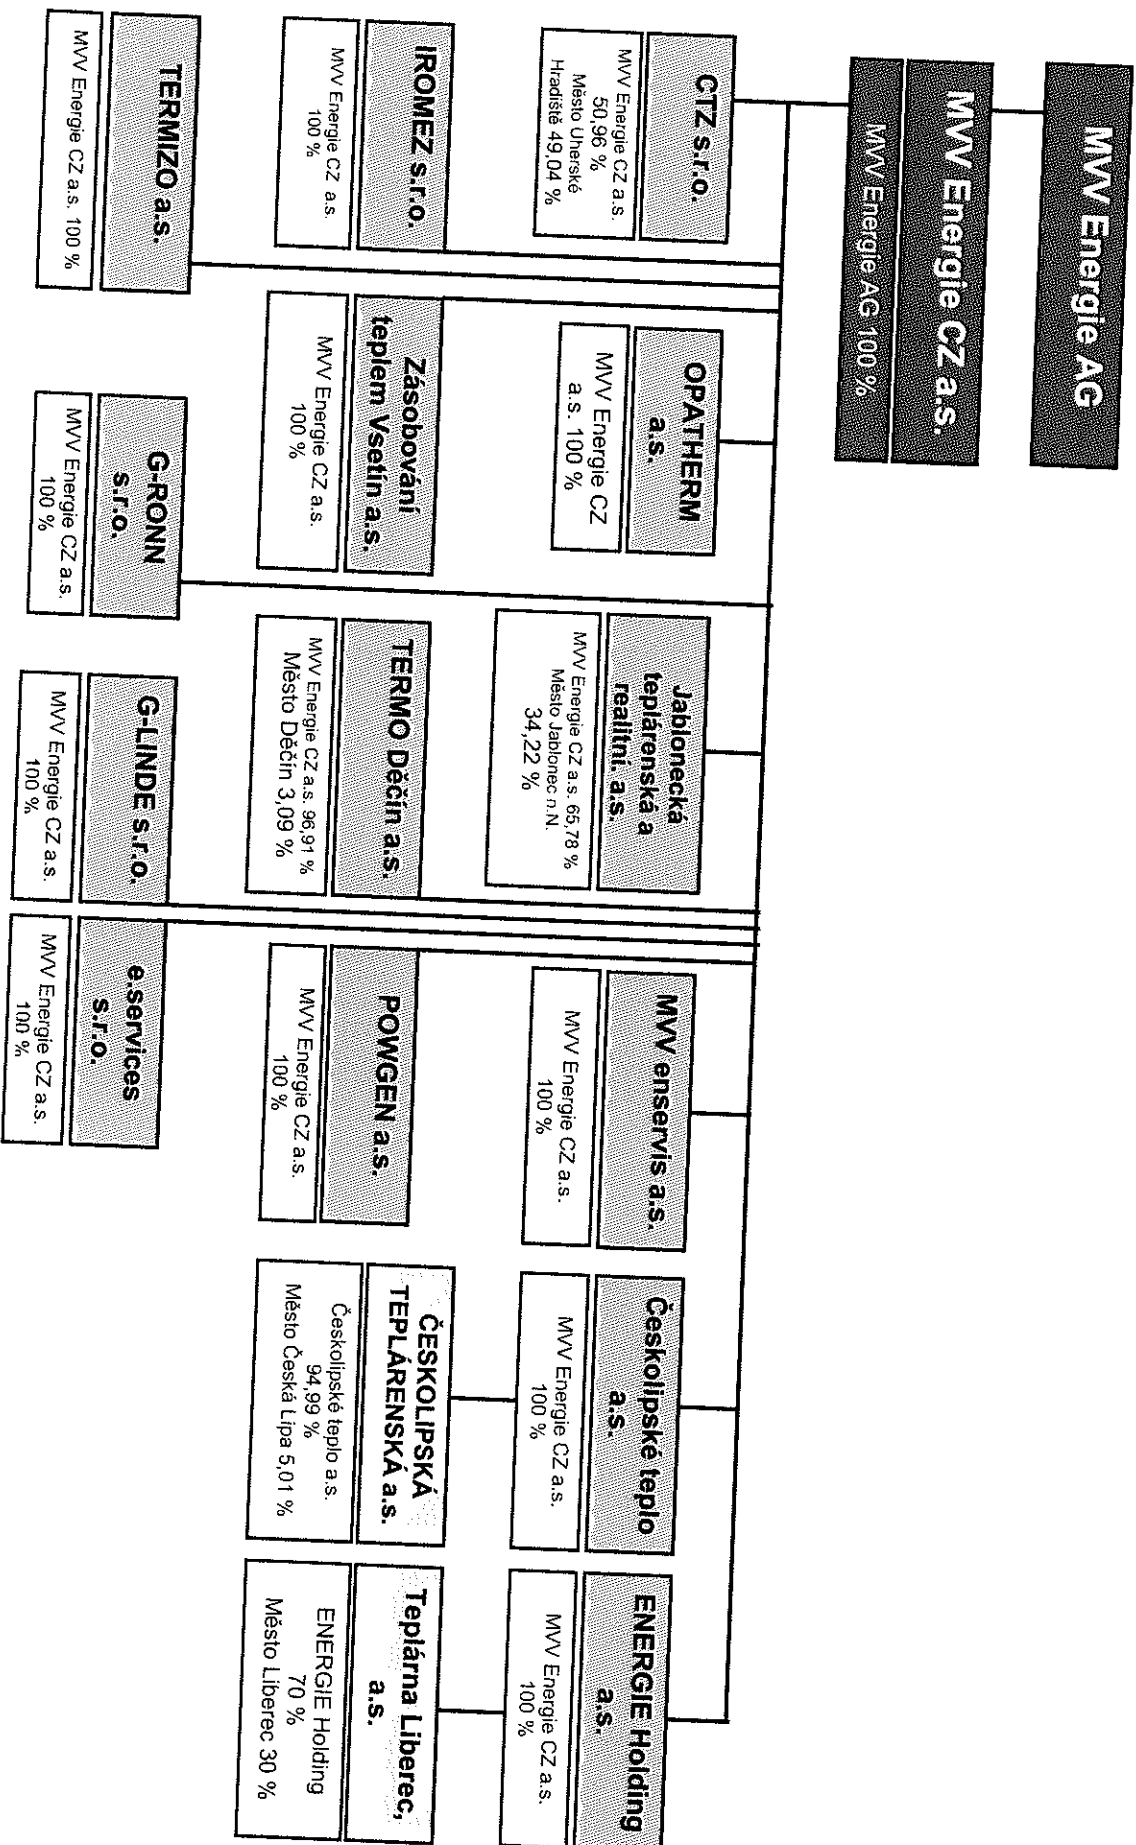 MVV Energie AG
MVV Energie CZ a.s.
MVV Energie AG 100 %
CTZ s.r.o.
MVV Energie CZ a.s.
50,96 %
Město Uherské
Hradiště 49,04 %
OPATHERM
a.s.
MVV Energie CZ
a.s. 100 %
Jablonecká
teplárenská a
realitní, a.s.
MVV Energie CZ a.s. 65,78 %
Město Jablonec n.N.
34,22 %
MVV enservis a.s.
MVV Energie CZ a.s.
100 %
Českolipské teplo
a.s.
MVV Energie CZ a.s.
100 %
ENERGIE Holding
a.s.
MVV Energie CZ a.s.
100 %
IROMEZ s.r.o.
MVV Energie CZ a.s.
100 %
Zásobování
teplem Vsetín a.s.
MVV Energie CZ a.s.
100 %
TERMO Děčín a.s.
MVV Energie CZ a.s. 96,91 %
Město Děčín 3,09 %
POWGEN a.s.
MVV Energie CZ a.s.
100 %
ČESKOLIPSKÁ
TEPLÁRENSKÁ a.s.
Českolipské teplo a.s.
94,99 %
Město Česká Lípa 5,01 %
Teplárna Liberec,
a.s.
ENERGIE Holding
70 %
Město Liberec 30 %
TERMIZO a.s.
MVV Energie CZ a.s. 100 %
G-RONN
s.r.o.
MVV Energie CZ a.s.
100 %
G-LINDE s.r.o.
MVV Energie CZ a.s.
100 %
e.services
s.r.o.
MVV Energie CZ a.s.
100 %